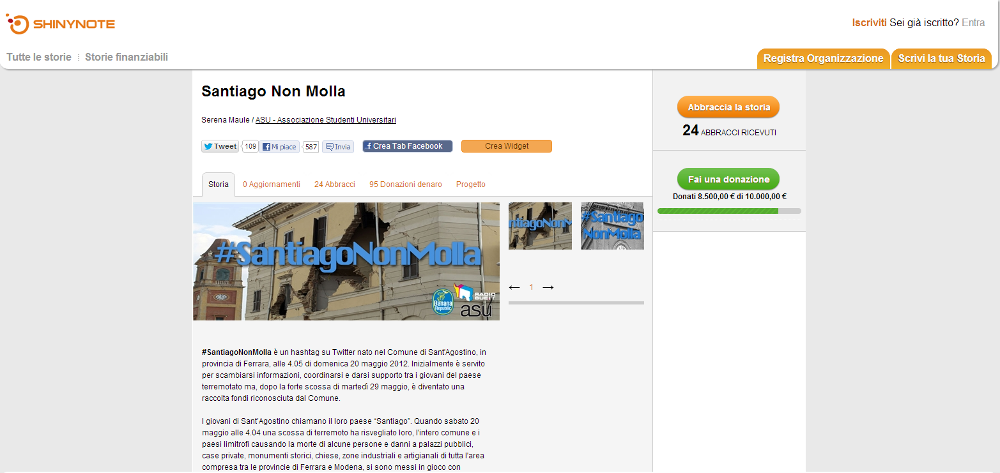 SHINYNOTE
Iscriviti Sei già iscritto? Entra
Tutte le storie Storie finanziabili
Registra Organizzazione
Scrivi la tua Storia
Santiago Non Molla
Serena Maule / ASU - Associazione Studenti Universitari
Tweet 109 Mi piace 587 Invia Crea Tab Facebook Crea Widget
Storia 0 Aggiornamenti 24 Abbracci 95 Donazioni denaro Progetto
#SantiagoNonMolla
Banana Republic
RADIO BUEIT
asu
ntiagoNonM
#Santiago
NonMolla
← 1 →
#SantiagoNonMolla è un hashtag su Twitter nato nel Comune di Sant'Agostino, in
provincia di Ferrara, alle 4.05 di domenica 20 maggio 2012. Inizialmente è servito
per scambiarsi informazioni, coordinarsi e darsi supporto tra i giovani del paese
terremotato ma, dopo la forte scossa di martedì 29 maggio, è diventato una
raccolta fondi riconosciuta dal Comune.
I giovani di Sant'Agostino chiamano il loro paese “Santiago”. Quando sabato 20
maggio alle 4.04 una scossa di terremoto ha risvegliato loro, l'intero comune e i
paesi limitrofi causando la morte di alcune persone e danni a palazzi pubblici,
case private, monumenti storici, chiese, zone industriali e artigianali di tutta l'area
compresa tra le provincie di Ferrara e Modena, si sono messi in gioco con
Abbraccia la storia
24 ABBRACCI RICEVUTI
Fai una donazione
Donati 8.500,00 € di 10.000,00 €